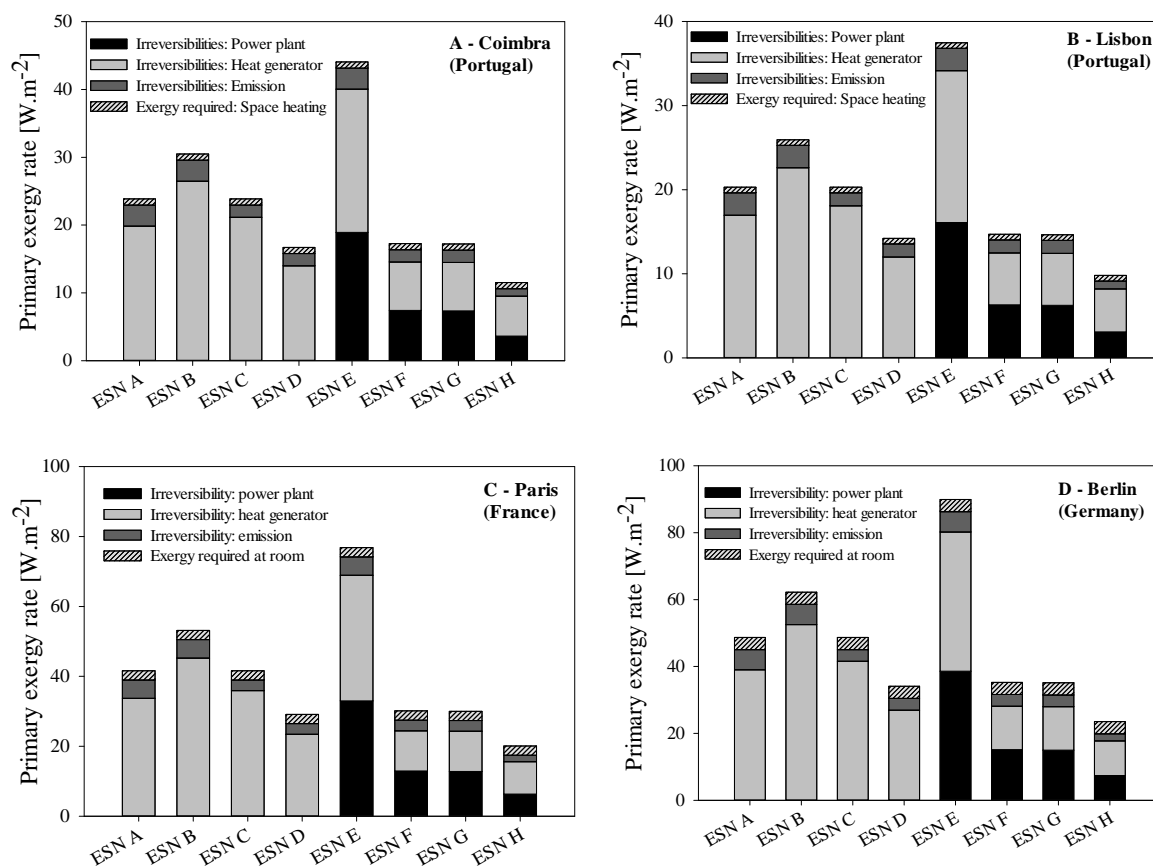 50
40
30
20
10
0
Primary exergy rate [W.m-2]
Irreversibilities: Power plant
Irreversibilities: Heat generator
Irreversibilities: Emission
Exergy required: Space heating
A - Coimbra
(Portugal)
ESN A
ESN B
ESN C
ESN D
ESN E
ESN F
ESN G
ESN H
40
30
20
10
0
Primary exergy rate [W.m-2]
Irreversibilities: Power plant
Irreversibilities: Heat generator
Irreversibilities: Emission
Exergy required: Space heating
B - Lisbon
(Portugal)
ESN A
ESN B
ESN C
ESN D
ESN E
ESN F
ESN G
ESN H
100
80
60
40
20
0
Primary exergy rate [W.m-2]
Irreversibility: power plant
Irreversibility: heat generator
Irreversibility: emission
Exergy required at room
C - Paris
(France)
ESN A
ESN B
ESN C
ESN D
ESN E
ESN F
ESN G
ESN H
100
80
60
40
20
0
Primary exergy rate [W.m-2]
Irreversibility: power plant
Irreversibility: heat generator
Irreversibility: emission
Exergy required at room
D - Berlin
(Germany)
ESN A
ESN B
ESN C
ESN D
ESN E
ESN F
ESN G
ESN H